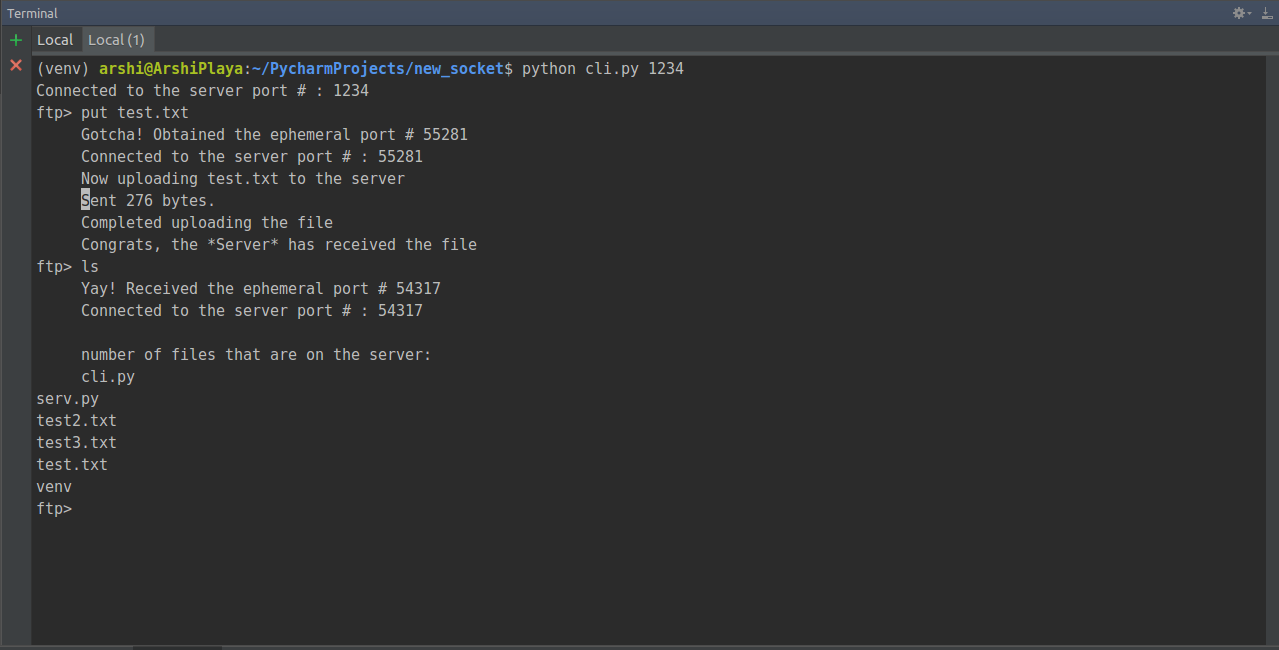 Terminal
Local Local (1)
(venv) arshi@ArshiPlaya:~/PycharmProjects/new_socket$ python cli.py 1234
Connected to the server port # : 1234
ftp> put test.txt
Gotcha! Obtained the ephemeral port # 55281
Connected to the server port # : 55281
Now uploading test.txt to the server
Sent 276 bytes.
Completed uploading the file
Congrats, the *Server* has received the file
ftp> ls
Yay! Received the ephemeral port # 54317
Connected to the server port # : 54317
number of files that are on the server:
cli.py
serv.py
test2.txt
test3.txt
test.txt
venv
ftp>